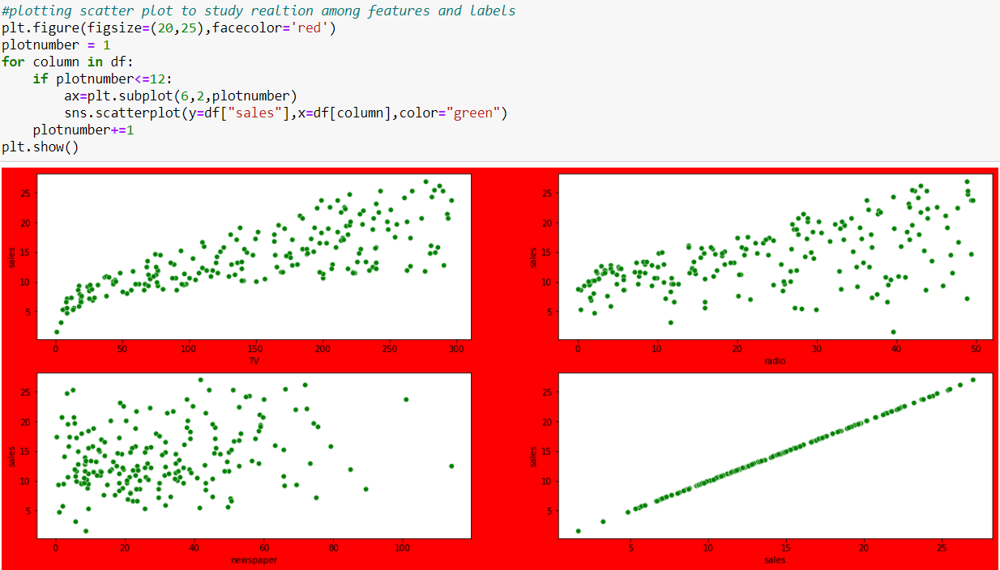 #plotting scatter plot to study realtion among features and labels
plt.figure(figsize=(20,25),facecolor='red')
plotnumber = 1
for column in df:
    if plotnumber<=12:
        ax=plt.subplot(6,2,plotnumber)
        sns.scatterplot(y=df["sales"],x=df[column],color="green")
    plotnumber+=1
plt.show()
25
20
15
10
5
sales
0 50 100 150 200 250 300
TV
25
20
15
10
5
sales
0 10 20 30 40 50
radio
25
20
15
10
5
sales
0 20 40 60 80 100
newspaper
25
20
15
10
5
sales
5 10 15 20 25
sales